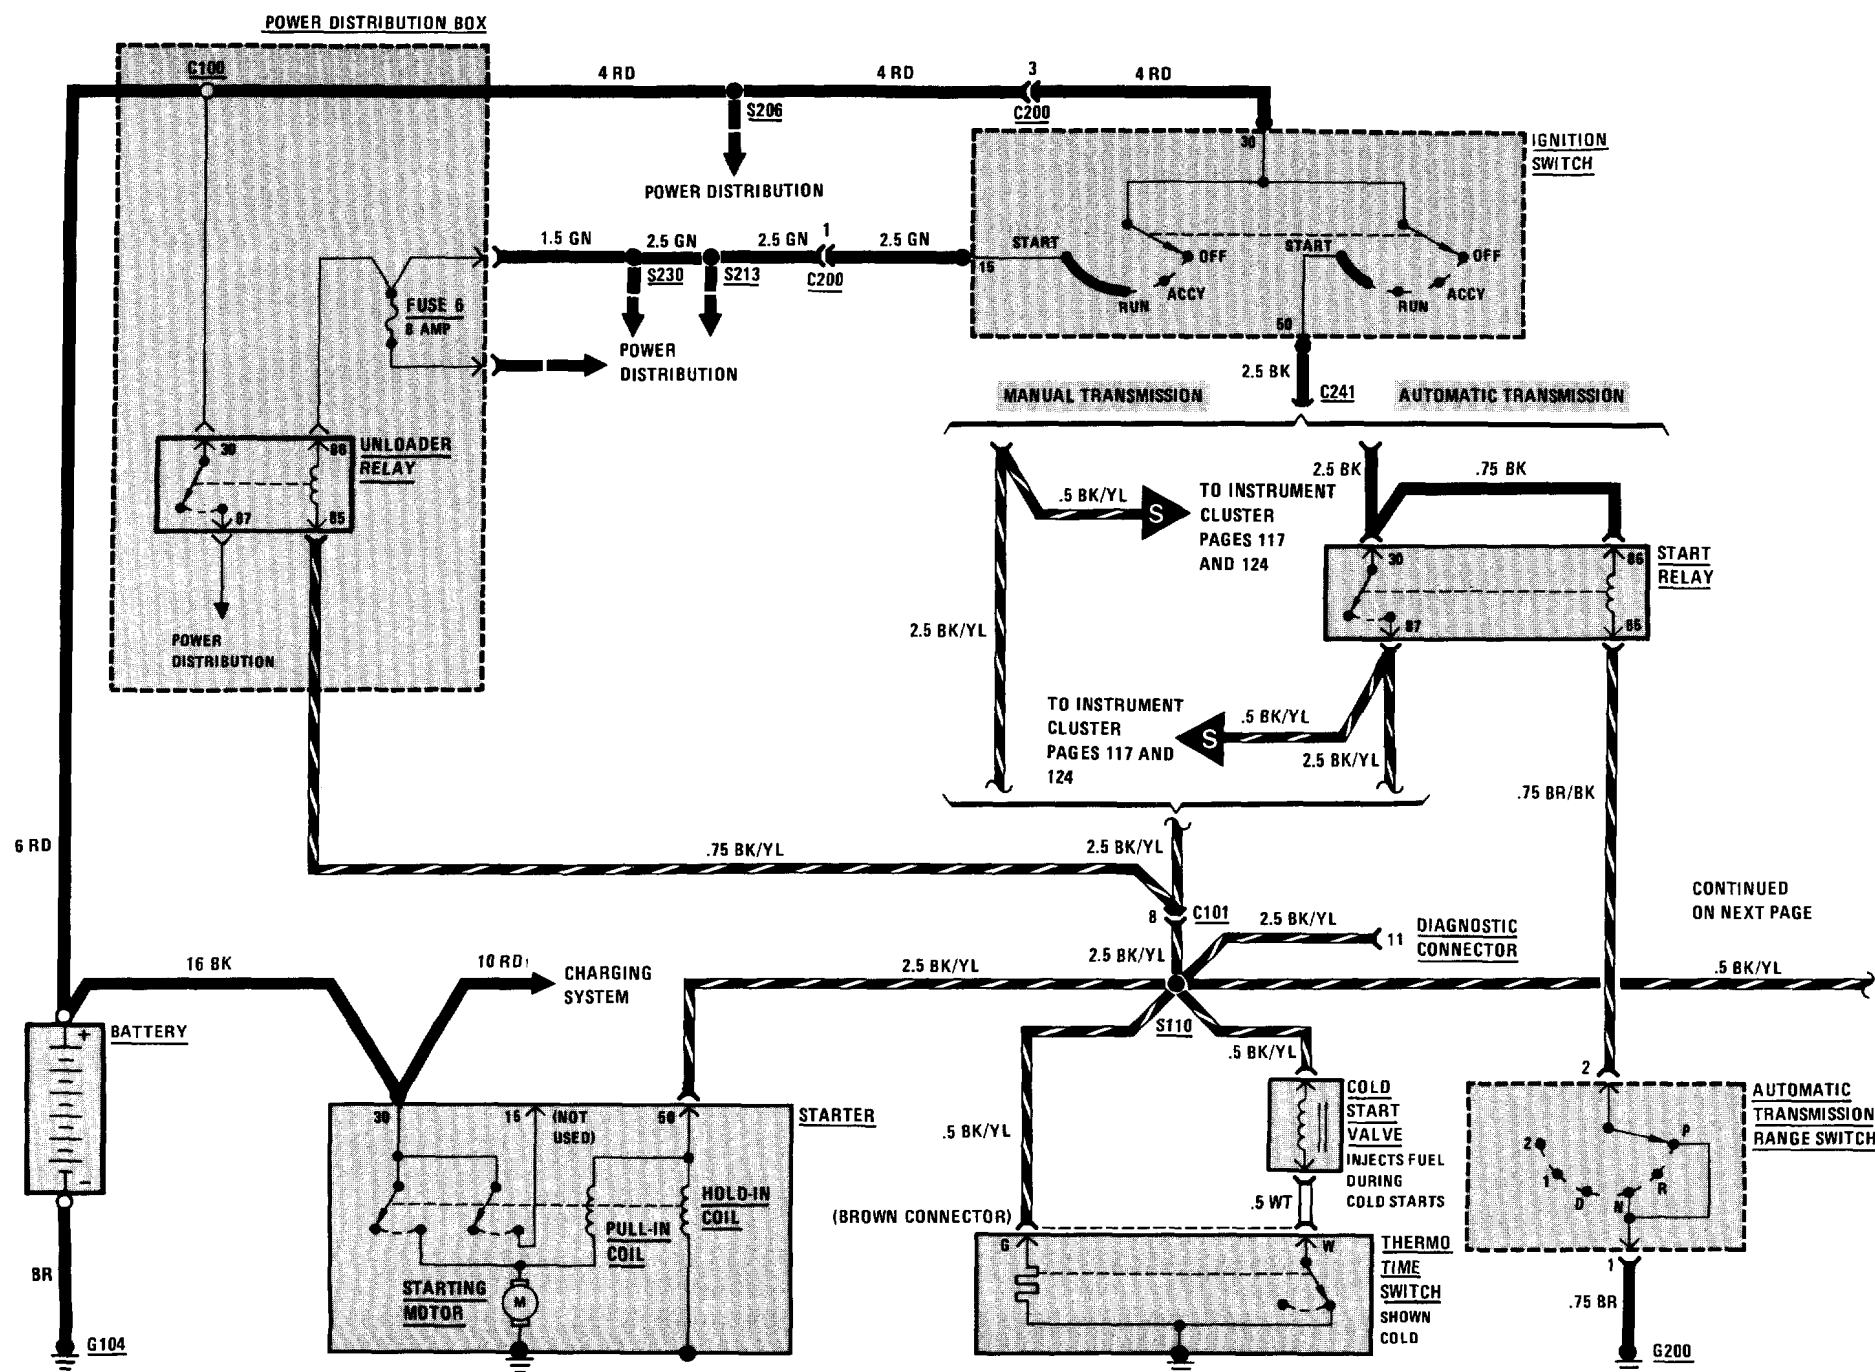 POWER DISTRIBUTION BOX
C100
4 RD
4 RD
3
4 RD
S206
C200
30
IGNITION
SWITCH
POWER DISTRIBUTION
1.5 GN
2.5 GN
2.5 GN
1
2.5 GN
S230
S213
C200
15
START
OFF
ACCY
RUN
START
OFF
ACCY
RUN
50
FUSE 6
8 AMP
POWER
DISTRIBUTION
2.5 BK
C241
MANUAL TRANSMISSION
AUTOMATIC TRANSMISSION
30
86
UNLOADER
RELAY
87
85
POWER
DISTRIBUTION
.5 BK/YL
S
TO INSTRUMENT
CLUSTER
PAGES 117
AND 124
2.5 BK
.75 BK
30
86
START
RELAY
87
2.5 BK/YL
TO INSTRUMENT
CLUSTER
PAGES 117 AND
124
S
.5 BK/YL
2.5 BK/YL
.75 BR/BK
6 RD
.75 BK/YL
2.5 BK/YL
8
C101
2.5 BK/YL
11
DIAGNOSTIC
CONNECTOR
CONTINUED
ON NEXT PAGE
16 BK
10 RD
CHARGING
SYSTEM
2.5 BK/YL
2.5 BK/YL
.5 BK/YL
S110
+
BATTERY
-
BR
G104
30
15
(NOT
USED)
50
STARTER
HOLD-IN
COIL
PULL-IN
COIL
STARTING
MOTOR
M
.5 BK/YL
.5 BK/YL
COLD
START
VALVE
INJECTS FUEL
DURING
COLD STARTS
.5 WT
(BROWN CONNECTOR)
G
W
THERMO
TIME
SWITCH
SHOWN
COLD
2
AUTOMATIC
TRANSMISSION
RANGE SWITCH
P
R
N
D
1
2
1
.75 BR
G200